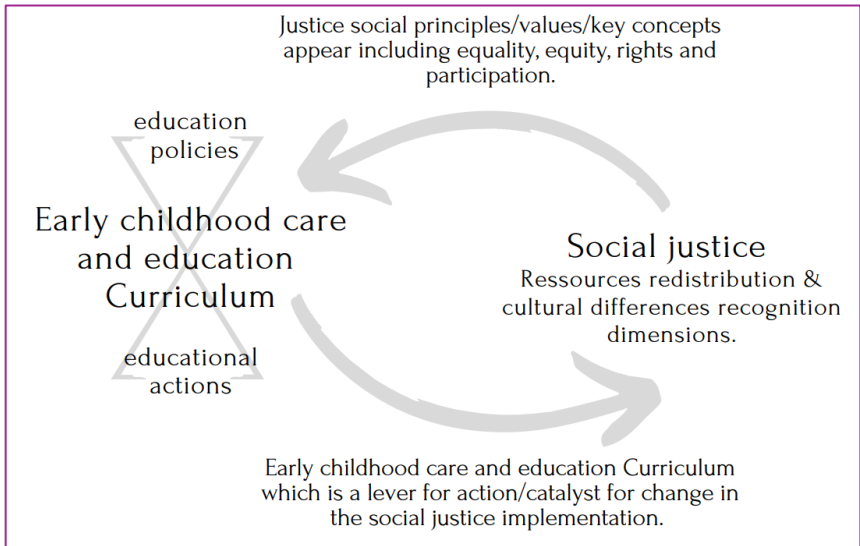 Justice social principles/values/key concepts
appear including equality, equity, rights and
participation.
education
policies
Early childhood care
and education
Curriculum
educational
actions
Social justice
Ressources redistribution &
cultural differences recognition
dimensions.
Early childhood care and education Curriculum
which is a lever for action/catalyst for change in
the social justice implementation.